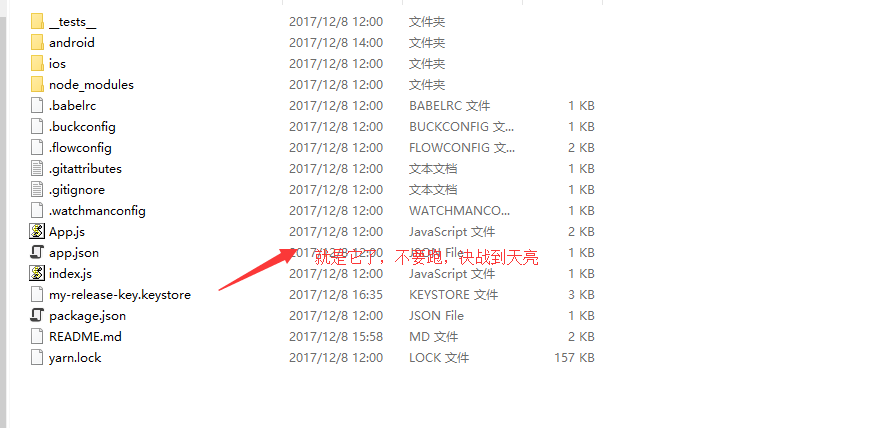 __tests__ 2017/12/8 12:00 文件夹
android 2017/12/8 14:00 文件夹
ios 2017/12/8 12:00 文件夹
node_modules 2017/12/8 12:00 文件夹
.babelrc 2017/12/8 12:00 BABELRC 文件 1 KB
.buckconfig 2017/12/8 12:00 BUCKCONFIG 文... 1 KB
.flowconfig 2017/12/8 12:00 FLOWCONFIG 文... 2 KB
.gitattributes 2017/12/8 12:00 文本文档 1 KB
.gitignore 2017/12/8 12:00 文本文档 1 KB
.watchmanconfig 2017/12/8 12:00 WATCHMANCO... 1 KB
App.js 2017/12/8 12:00 JavaScript 文件 2 KB
app.json 2017/12/8 12:00 JSON File 1 KB
就是它了，不要跑，决战到天亮
index.js 2017/12/8 12:00 JavaScript 文件 1 KB
my-release-key.keystore 2017/12/8 16:35 KEYSTORE 文件 3 KB
package.json 2017/12/8 12:00 JSON File 1 KB
README.md 2017/12/8 15:58 MD 文件 2 KB
yarn.lock 2017/12/8 12:00 LOCK 文件 157 KB